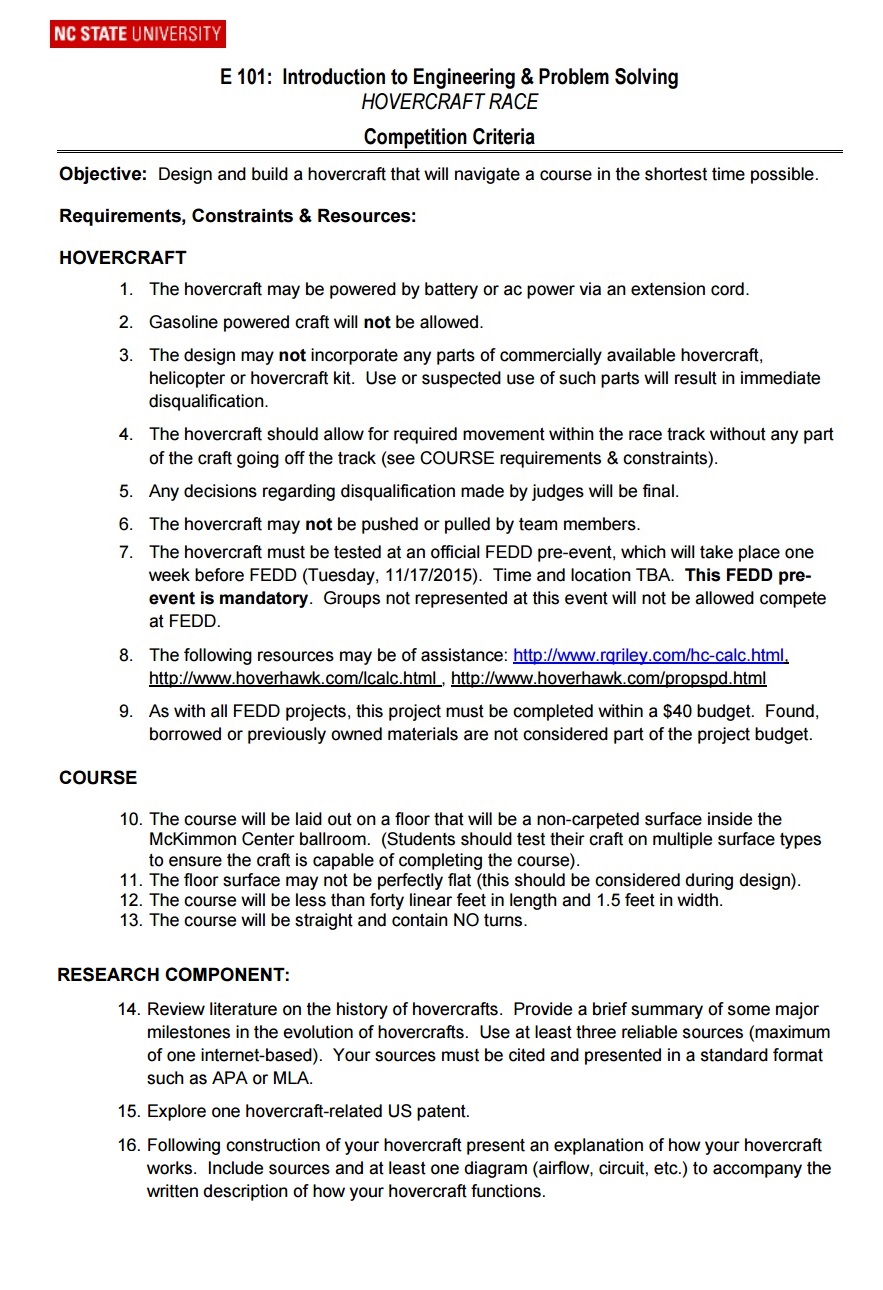 NC STATE UNIVERSITY
E 101: Introduction to Engineering & Problem Solving
HOVERCRAFT RACE
Competition Criteria
Objective: Design and build a hovercraft that will navigate a course in the shortest time possible.
Requirements, Constraints & Resources:
HOVERCRAFT
1. The hovercraft may be powered by battery or ac power via an extension cord.
2. Gasoline powered craft will not be allowed.
3. The design may not incorporate any parts of commercially available hovercraft,
helicopter or hovercraft kit. Use or suspected use of such parts will result in immediate
disqualification.
4. The hovercraft should allow for required movement within the race track without any part
of the craft going off the track (see COURSE requirements & constraints).
5. Any decisions regarding disqualification made by judges will be final.
6. The hovercraft may not be pushed or pulled by team members.
7. The hovercraft must be tested at an official FEDD pre-event, which will take place one
week before FEDD (Tuesday, 11/17/2015). Time and location TBA. This FEDD pre-
event is mandatory. Groups not represented at this event will not be allowed compete
at FEDD.
8. The following resources may be of assistance: http://www.rqriley.com/hc-calc.html,
http://www.hoverhawk.com/lcalc.html , http://www.hoverhawk.com/propspd.html
9. As with all FEDD projects, this project must be completed within a $40 budget. Found,
borrowed or previously owned materials are not considered part of the project budget.
COURSE
10. The course will be laid out on a floor that will be a non-carpeted surface inside the
McKimmon Center ballroom. (Students should test their craft on multiple surface types
to ensure the craft is capable of completing the course).
11. The floor surface may not be perfectly flat (this should be considered during design).
12. The course will be less than forty linear feet in length and 1.5 feet in width.
13. The course will be straight and contain NO turns.
RESEARCH COMPONENT:
14. Review literature on the history of hovercrafts. Provide a brief summary of some major
milestones in the evolution of hovercrafts. Use at least three reliable sources (maximum
of one internet-based). Your sources must be cited and presented in a standard format
such as APA or MLA.
15. Explore one hovercraft-related US patent.
16. Following construction of your hovercraft present an explanation of how your hovercraft
works. Include sources and at least one diagram (airflow, circuit, etc.) to accompany the
written description of how your hovercraft functions.